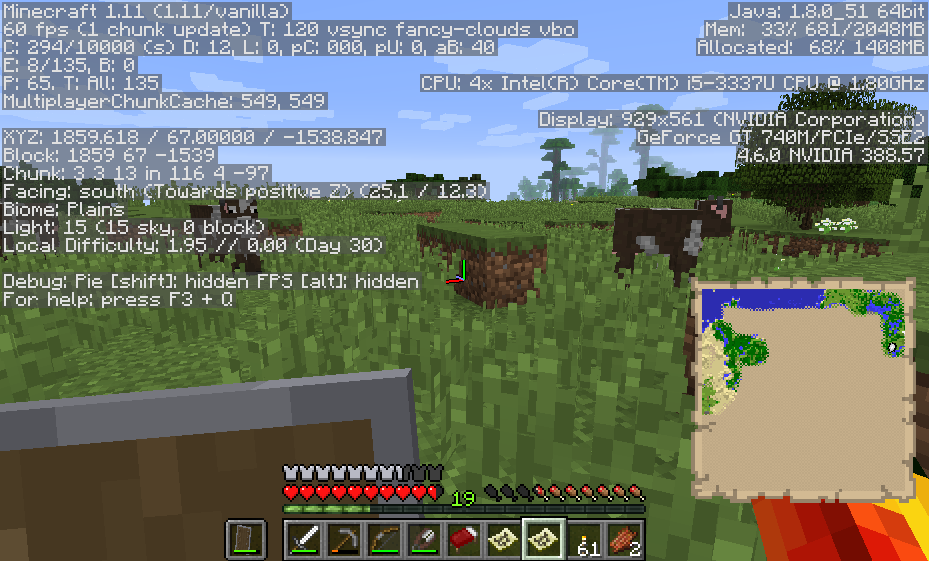 Minecraft 1.11 (1.11/vanilla)
60 fps (1 chunk update) T: 120 vsync fancy-clouds vbo
C: 294/10000 (s) D: 12, L: 0, pC: 000, pU: 0, aB: 40
E: 8/135, B: 0
P: 65. T: All: 135
MultiplayerChunkCache: 549, 549
XYZ: 1859.618 / 67.00000 / -1538.847
Block: 1859 67 -1539
Chunk: 3 3 13 in 116 4 -97
Facing: south (Towards positive Z) (25.1 / 12.3)
Biome: Plains
Light: 15 (15 sky, 0 block)
Local Difficulty: 1.95 // 0.00 (Day 30)
Debug: Pie [shift]: hidden FPS [alt]: hidden
For help: press F3 + Q
Java: 1.8.0_51 64bit
Mem: 33% 681/2048MB
Allocated: 68% 1408MB
CPU: 4x Intel(R) Core(TM) i5-3337U CPU @ 1.80GHz
Display: 929x561 (NVIDIA Corporation)
GeForce GT 740M/PCIe/SSE2
4.6.0 NVIDIA 388.57
19
61
2